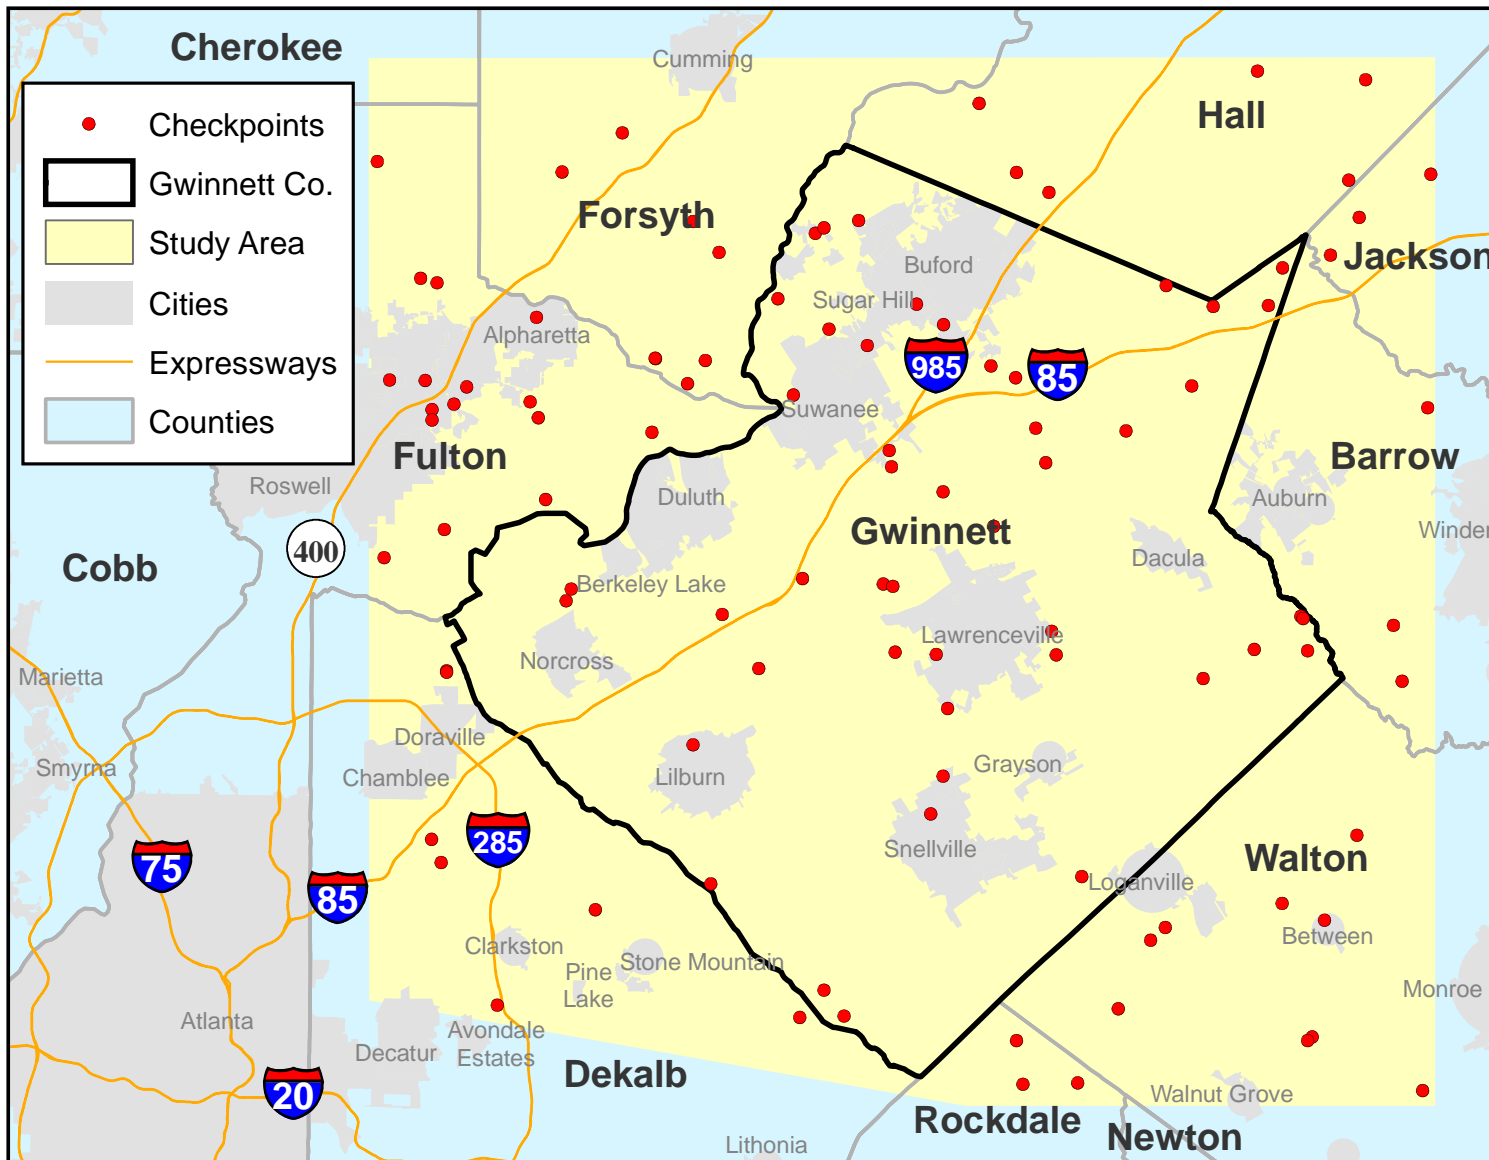 Cherokee
Cumming
Hall
Checkpoints
Gwinnett Co.
Study Area
Cities
Expressways
Counties
Forsyth
Jackson
Buford
Sugar Hill
Alpharetta
985
85
Suwanee
Fulton
Barrow
Roswell
Duluth
Auburn
Gwinnett
Winder
400
Cobb
Dacula
Berkeley Lake
Lawrenceville
Norcross
Marietta
Doraville
Smyrna
Chamblee
Lilburn
Grayson
285
Snellville
Walton
75
85
Loganville
Clarkston
Between
Stone Mountain
Pine
Lake
Monroe
Atlanta
Avondale
Estates
Decatur
Dekalb
20
Walnut Grove
Rockdale
Newton
Lithonia